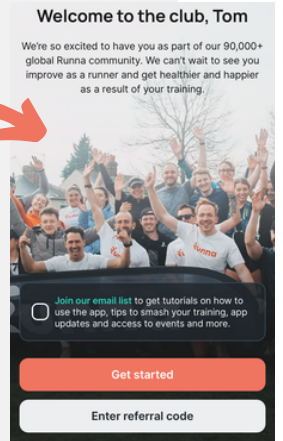 Welcome to the club, Tom
We're so excited to have you as part of our 90,000+
global Runna community. We can't wait to see you
improve as a runner and get healthier and happier
as a result of your training.
Runna
Join our email list to get tutorials on how to
use the app, tips to smash your training, app
updates and access to events and more.
Get started
Enter referral code